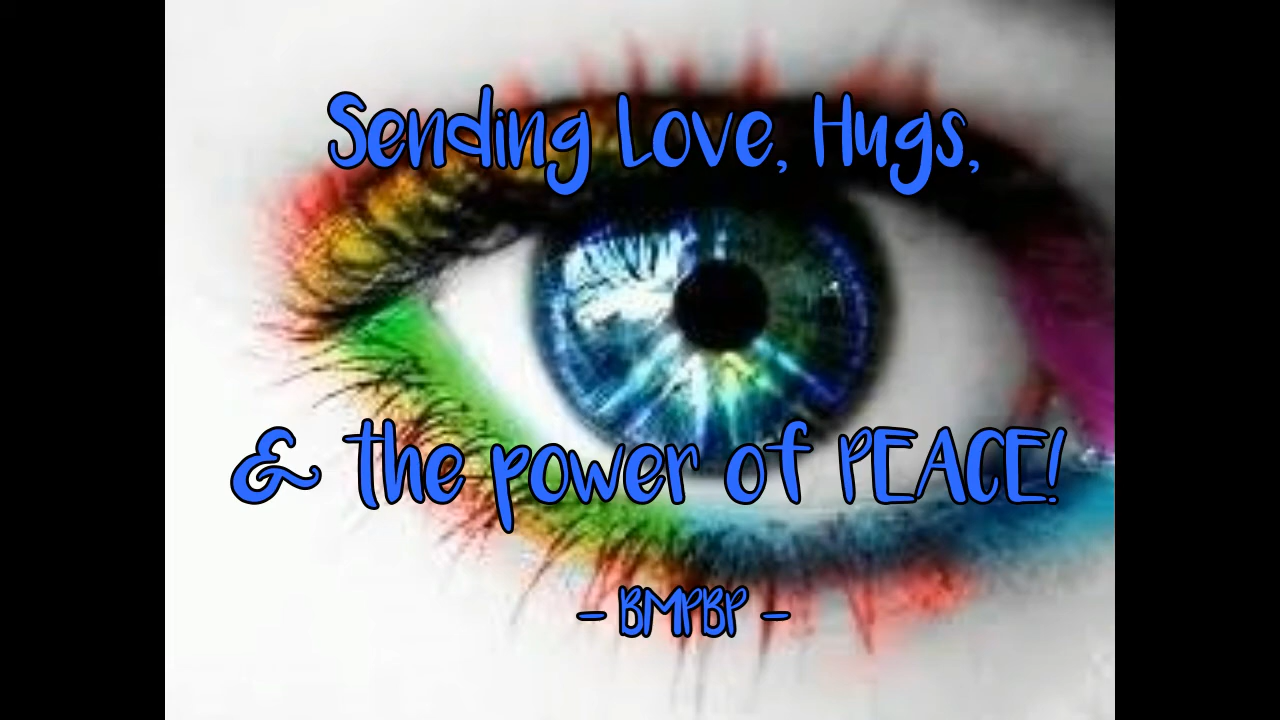 Sending Love, Hugs,
& the power of PEACE!
- BMPBP -